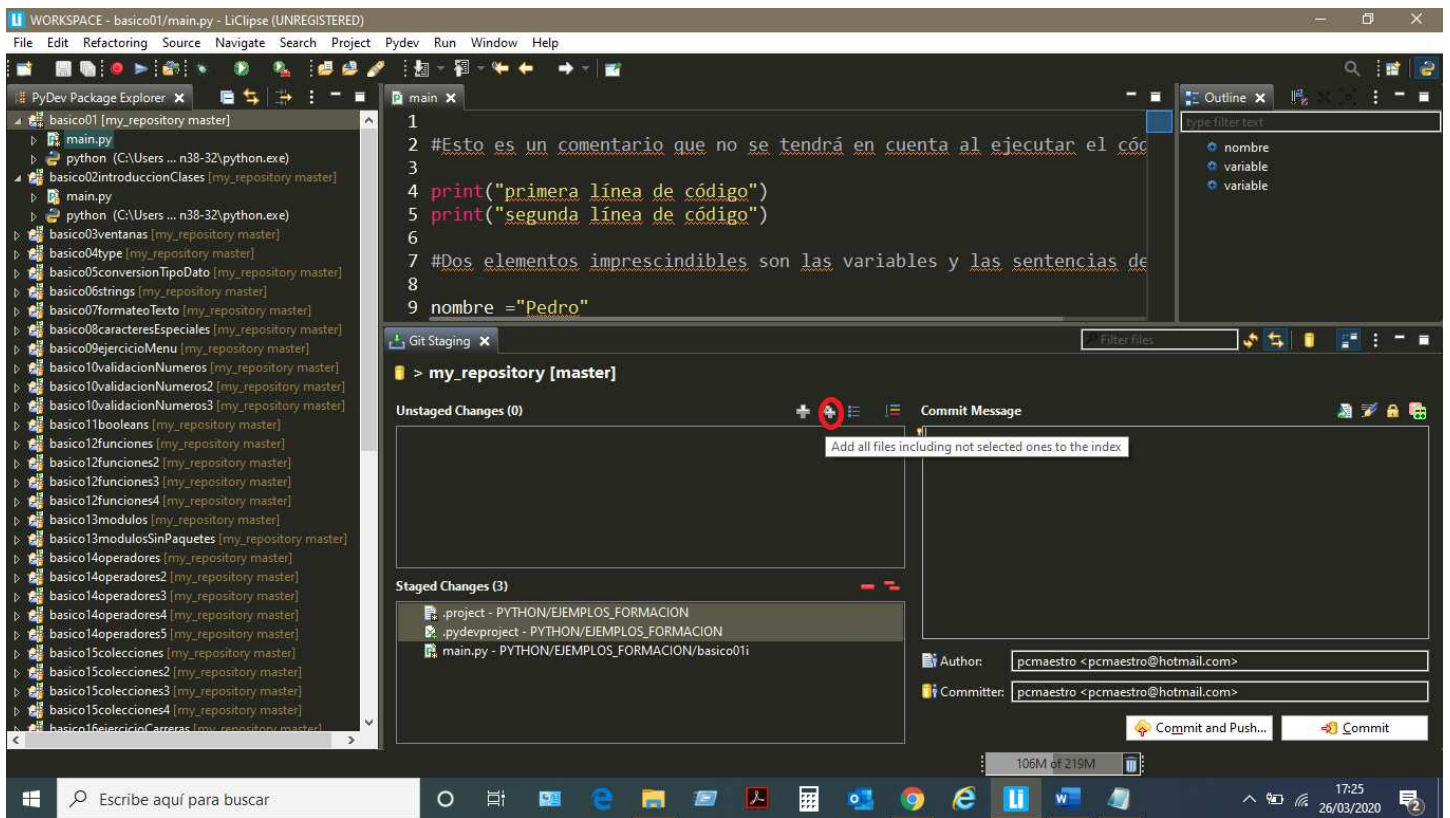 WORKSPACE - basico01/main.py - LiClipse (UNREGISTERED)
File Edit Refactoring Source Navigate Search Project Pydev Run Window Help
PyDev Package Explorer
basico01 [my_repository master]
main.py
python (C:\Users ... n38-32\python.exe)
basico02introduccionClases [my_repository master]
main.py
python (C:\Users ... n38-32\python.exe)
basico03ventanas [my_repository master]
basico04type [my_repository master]
basico05conversionTipoDato [my_repository master]
basico06strings [my_repository master]
basico07formateoTexto [my_repository master]
basico08caracteresEspeciales [my_repository master]
basico09ejercicioMenu [my_repository master]
basico10validacionNumeros [my_repository master]
basico10validacionNumeros2 [my_repository master]
basico10validacionNumeros3 [my_repository master]
basico11booleans [my_repository master]
basico12funciones [my_repository master]
basico12funciones2 [my_repository master]
basico12funciones3 [my_repository master]
basico12funciones4 [my_repository master]
basico13modulos [my_repository master]
basico13modulosSinPaquetes [my_repository master]
basico14operadores [my_repository master]
basico14operadores2 [my_repository master]
basico14operadores3 [my_repository master]
basico14operadores4 [my_repository master]
basico14operadores5 [my_repository master]
basico15colecciones [my_repository master]
basico15colecciones2 [my_repository master]
basico15colecciones3 [my_repository master]
basico15colecciones4 [my_repository master]
basico16ejercicioCarreras [my_repository master]
main
1
2 #Esto es un comentario que no se tendrá en cuenta al ejecutar el cód
3
4 print("primera línea de código")
5 print("segunda línea de código")
6
7 #Dos elementos imprescindibles son las variables y las sentencias de
8
9 nombre ="Pedro"
Outline
type filter text
nombre
variable
variable
Git Staging
Filter files
> my_repository [master]
Unstaged Changes (0)
Commit Message
Add all files including not selected ones to the index
Staged Changes (3)
.project - PYTHON/EJEMPLOS_FORMACION
.pydevproject - PYTHON/EJEMPLOS_FORMACION
main.py - PYTHON/EJEMPLOS_FORMACION/basico01i
Author: pcmaestro <pcmaestro@hotmail.com>
Committer: pcmaestro <pcmaestro@hotmail.com>
Commit and Push...
Commit
106M of 219M
Escribe aquí para buscar
17:25
26/03/2020
2